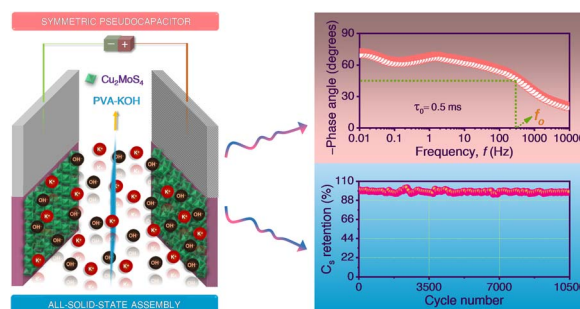 SYMMETRIC PSEUDOCAPACITOR
− +
Cu₂MoS₄
PVA-KOH
K⁺
OH⁻
ALL-SOLID-STATE ASSEMBLY
−Phase angle (degrees)
90
60
30
0
τ₀= 0.5 ms
fₒ
0.01 0.1 1 10 100 1000 10000
Frequency, f (Hz)
Cₛ retention (%)
110
88
66
44
22
0
0 3500 7000 10500
Cycle number